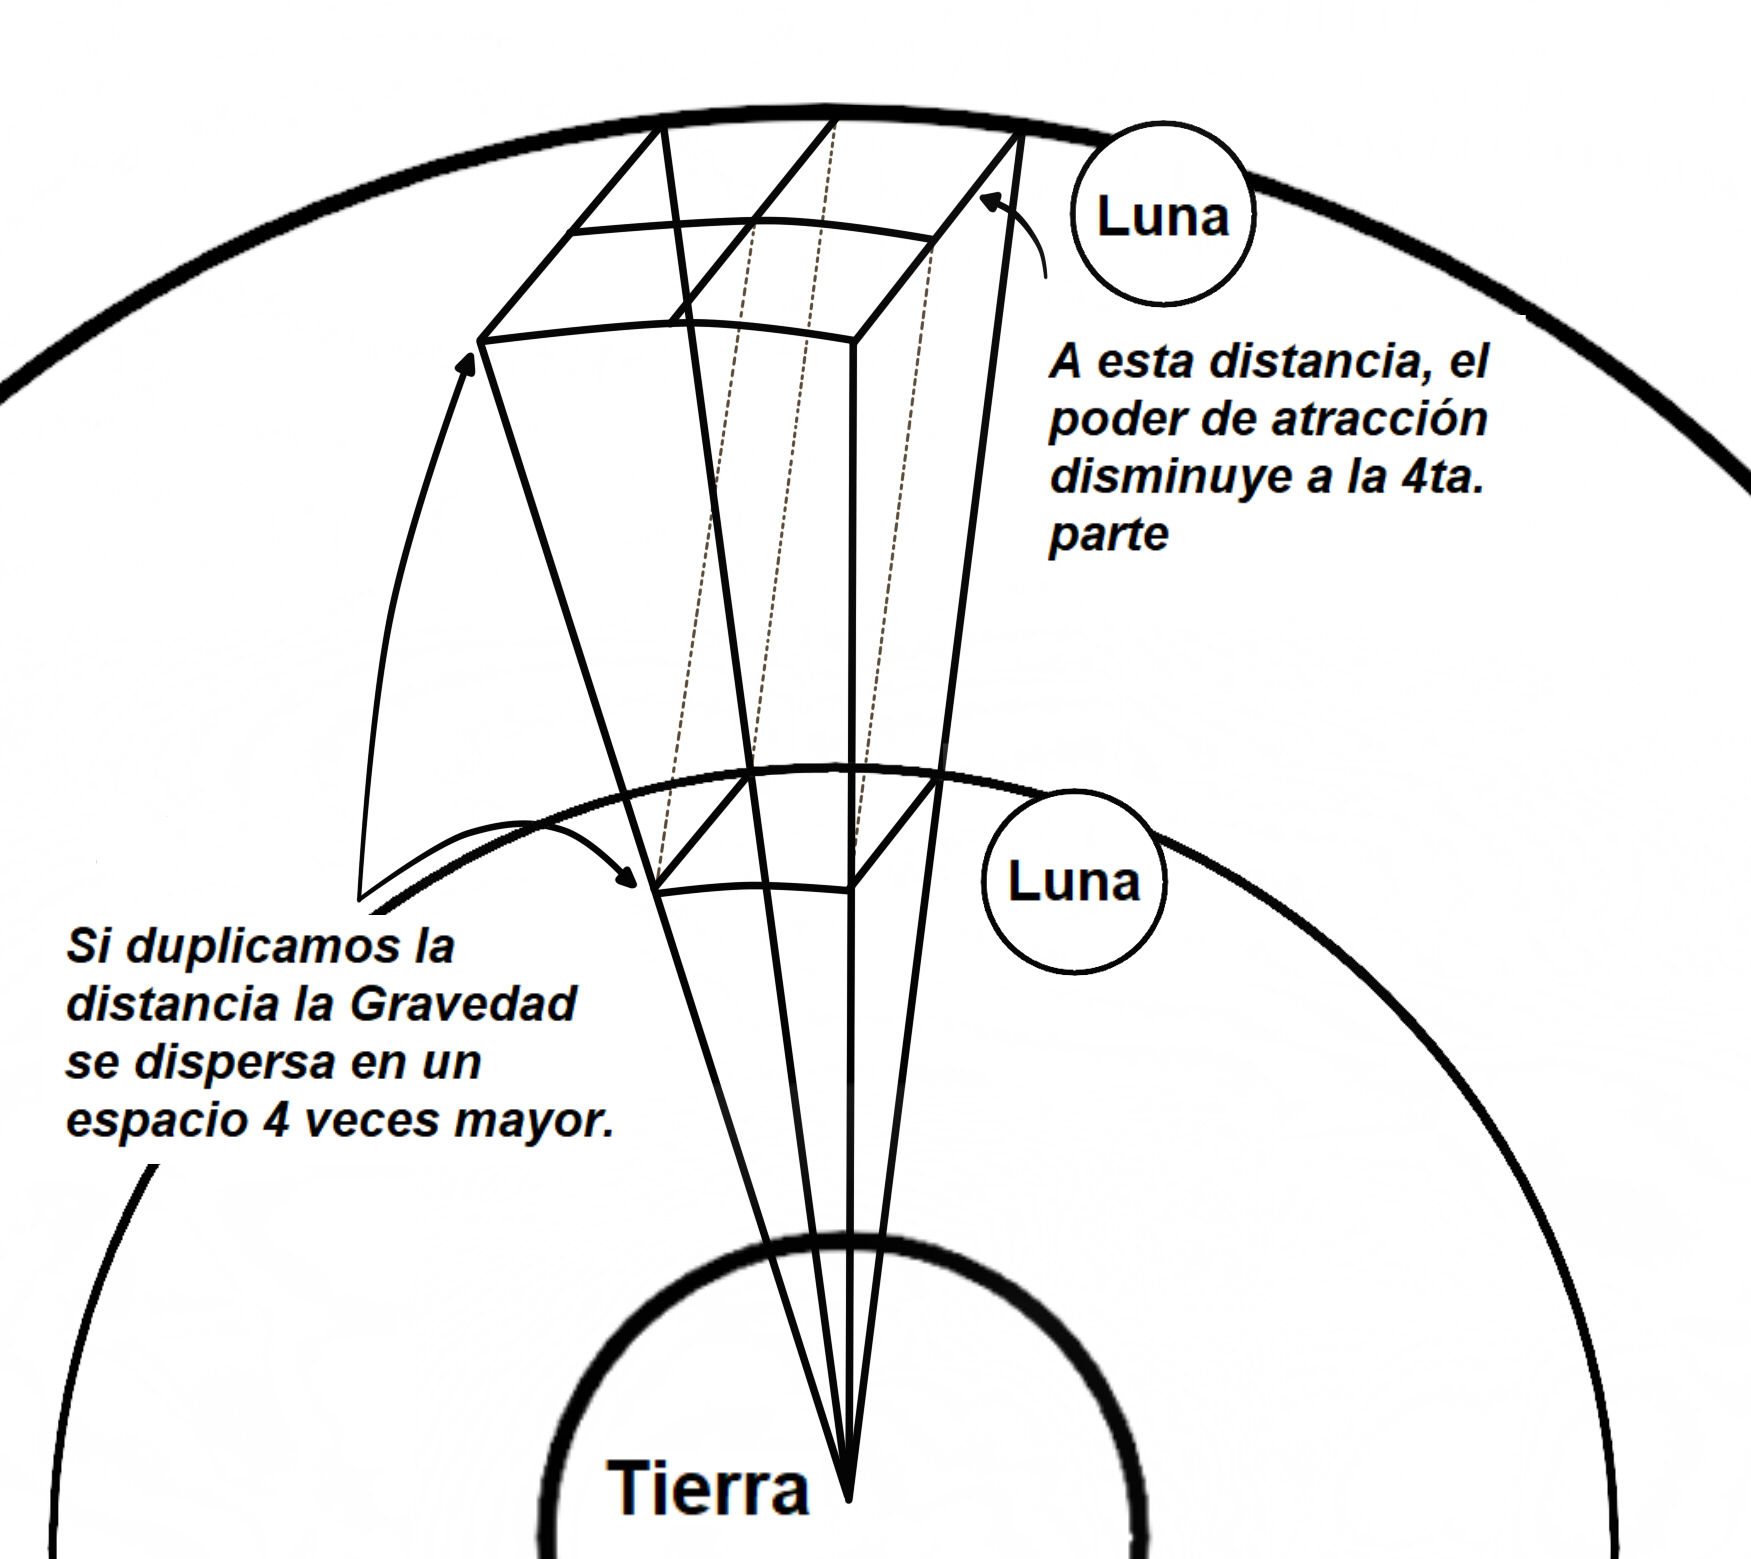 Luna
A esta distancia, el
poder de atracción
disminuye a la 4ta.
parte
Luna
Si duplicamos la
distancia la Gravedad
se dispersa en un
espacio 4 veces mayor.
Tierra